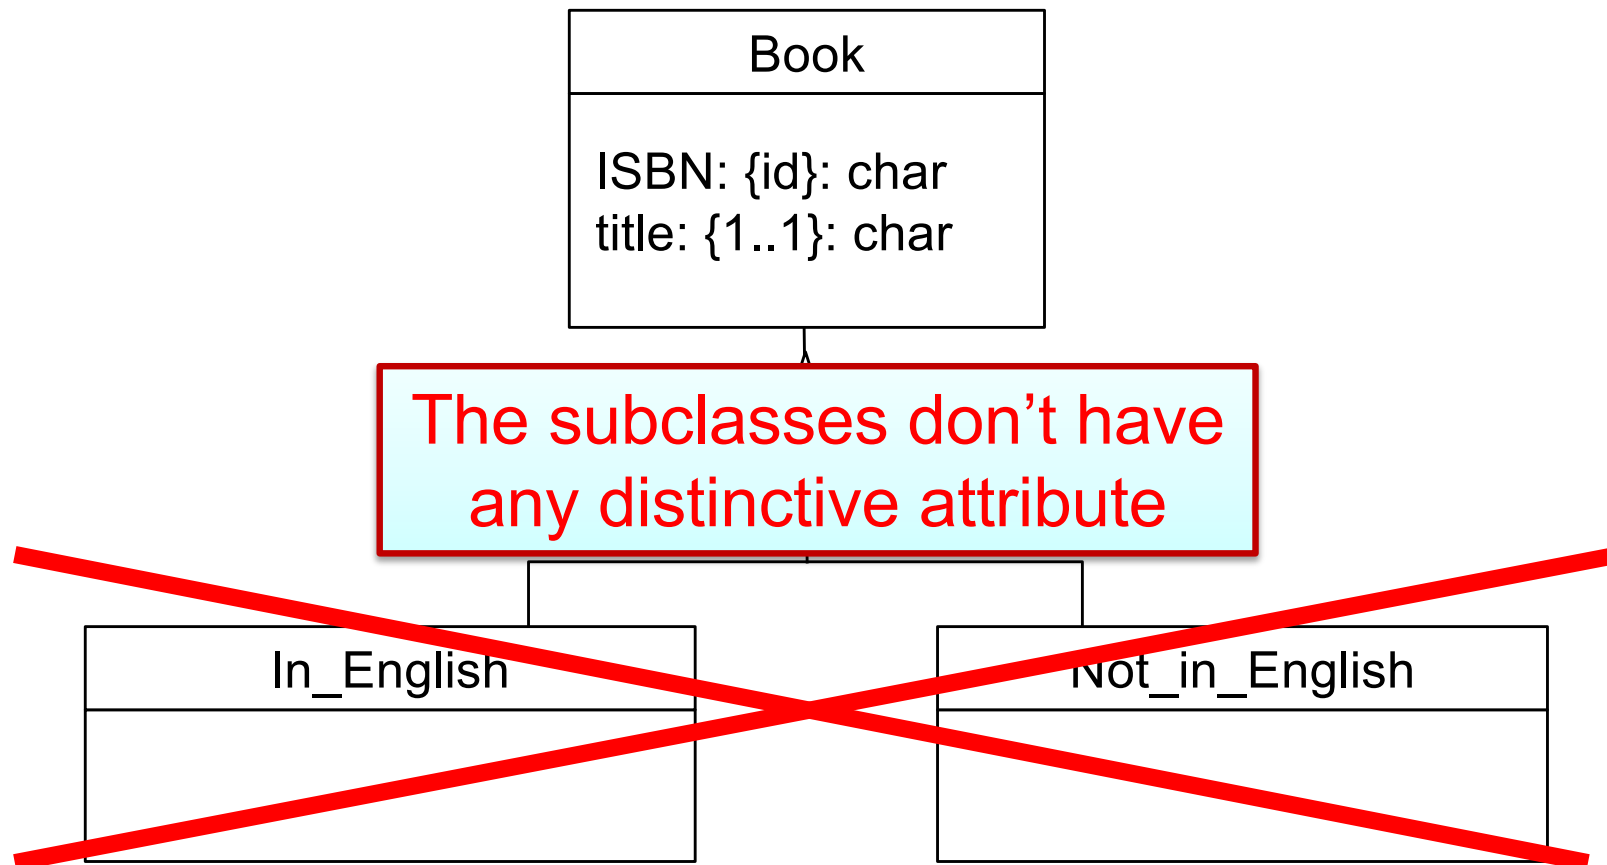 Book
ISBN: {id}: char
title: {1..1}: char
The subclasses don’t have
any distinctive attribute
In_English
Not_in_English